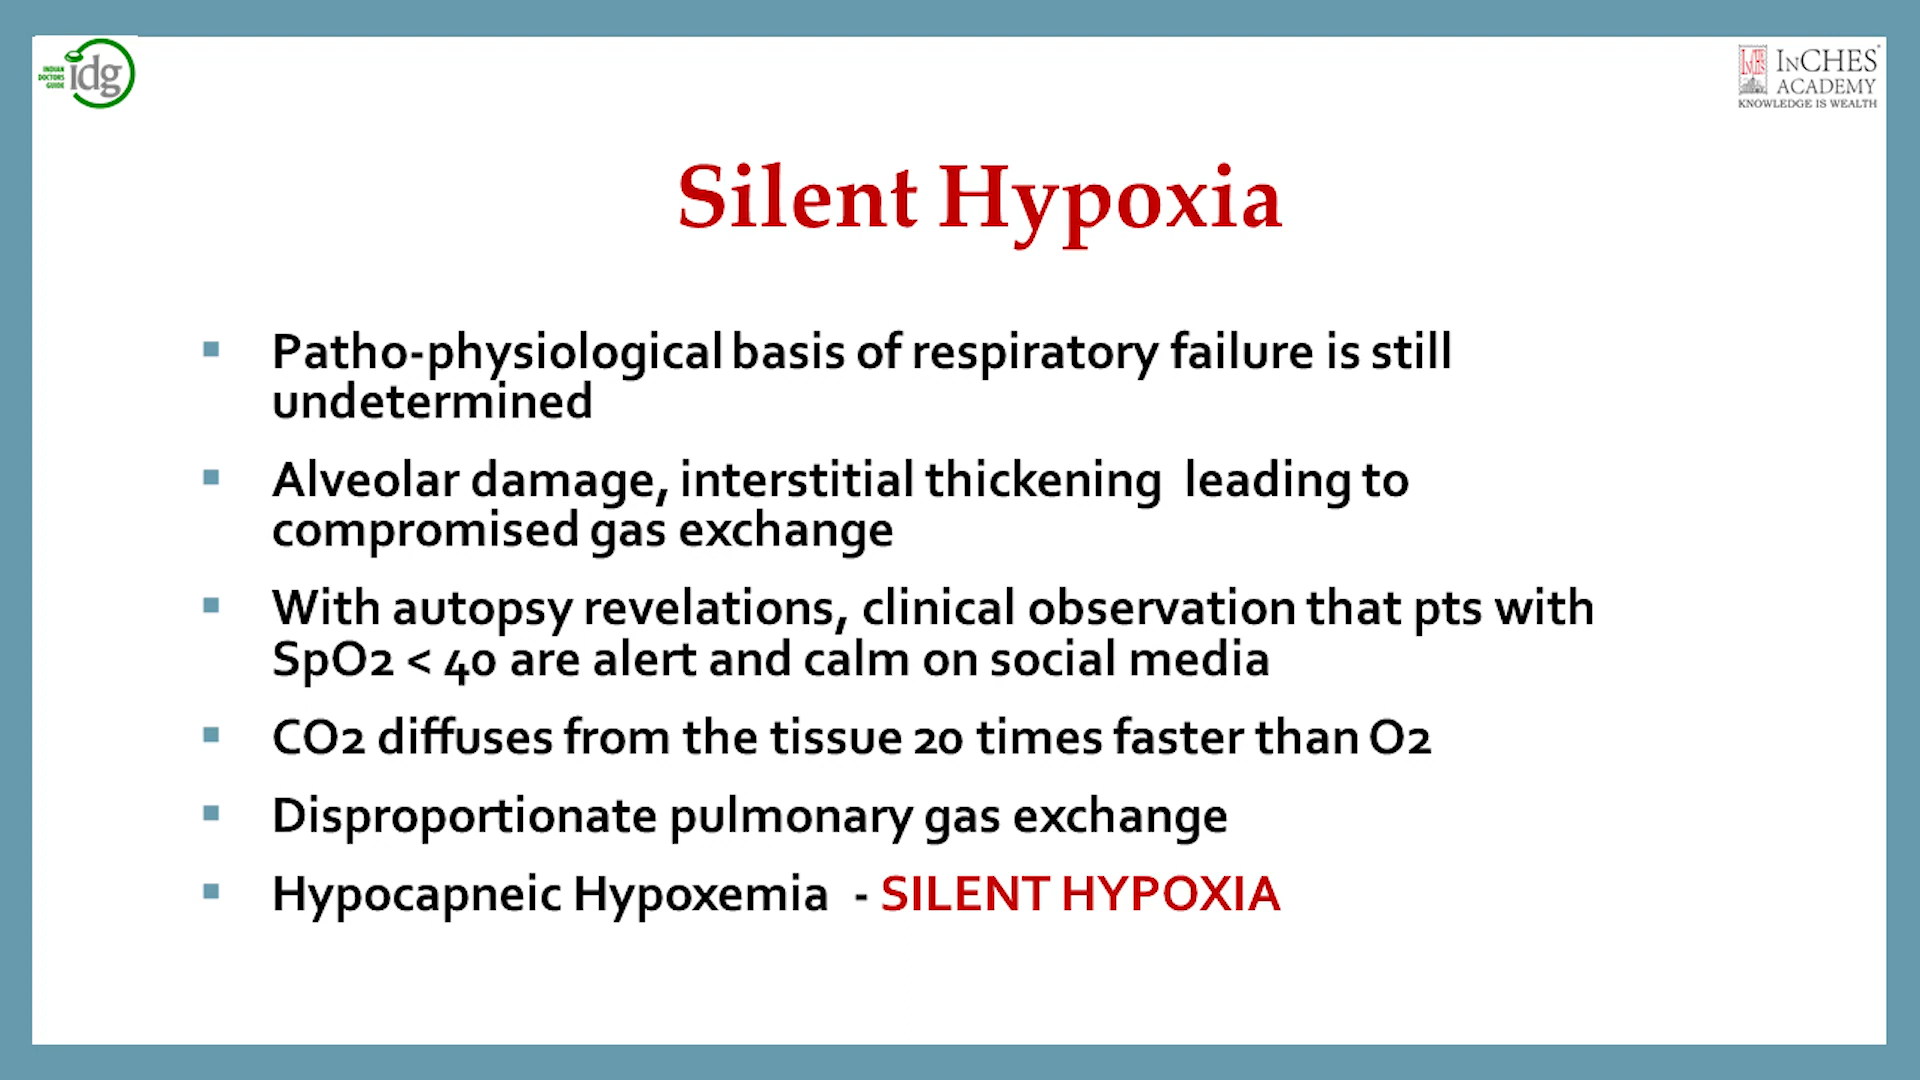 INDIAN
DOCTORS
GUIDE
idg
INCHES
ACADEMY
KNOWLEDGE IS WEALTH
Silent Hypoxia
Patho-physiological basis of respiratory failure is still
undetermined
Alveolar damage, interstitial thickening leading to
compromised gas exchange
With autopsy revelations, clinical observation that pts with
SpO2 < 40 are alert and calm on social media
CO2 diffuses from the tissue 20 times faster than O2
Disproportionate pulmonary gas exchange
Hypocapneic Hypoxemia - SILENT HYPOXIA